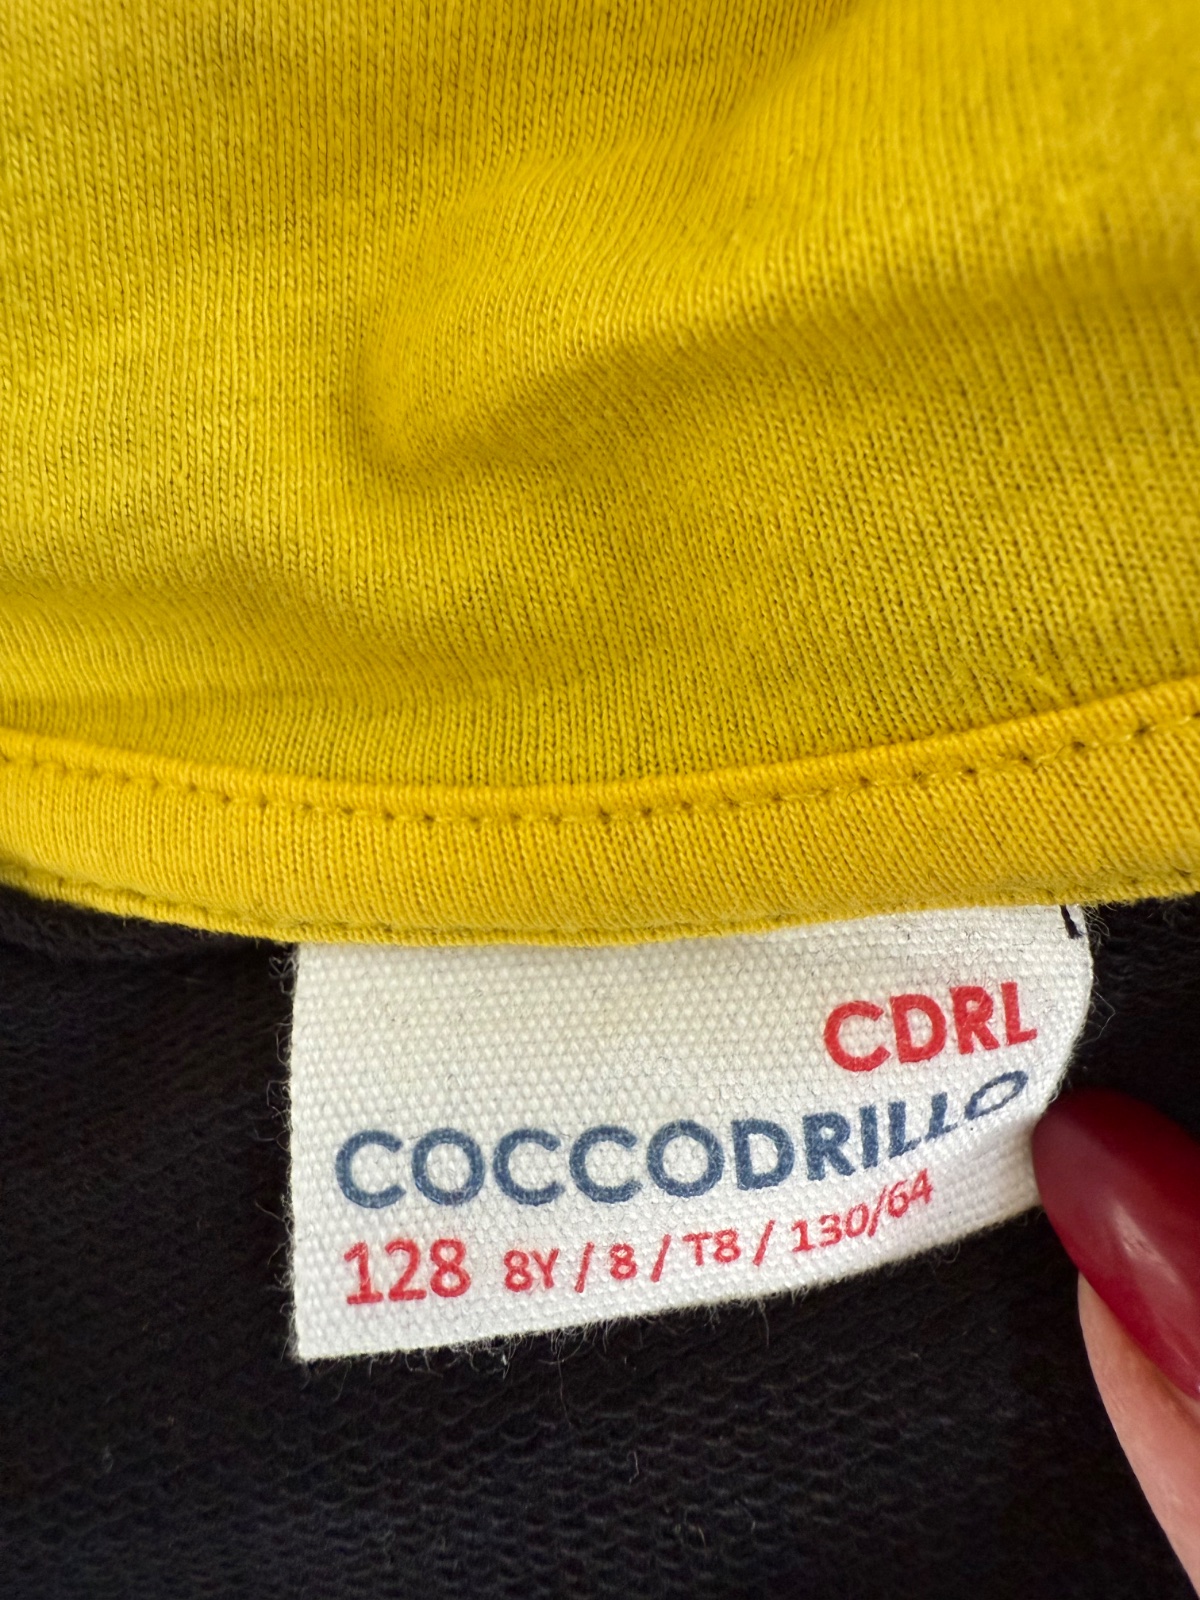 CDRL
COCCODRILLO
128 8Y / 8 / T8 / 130/64